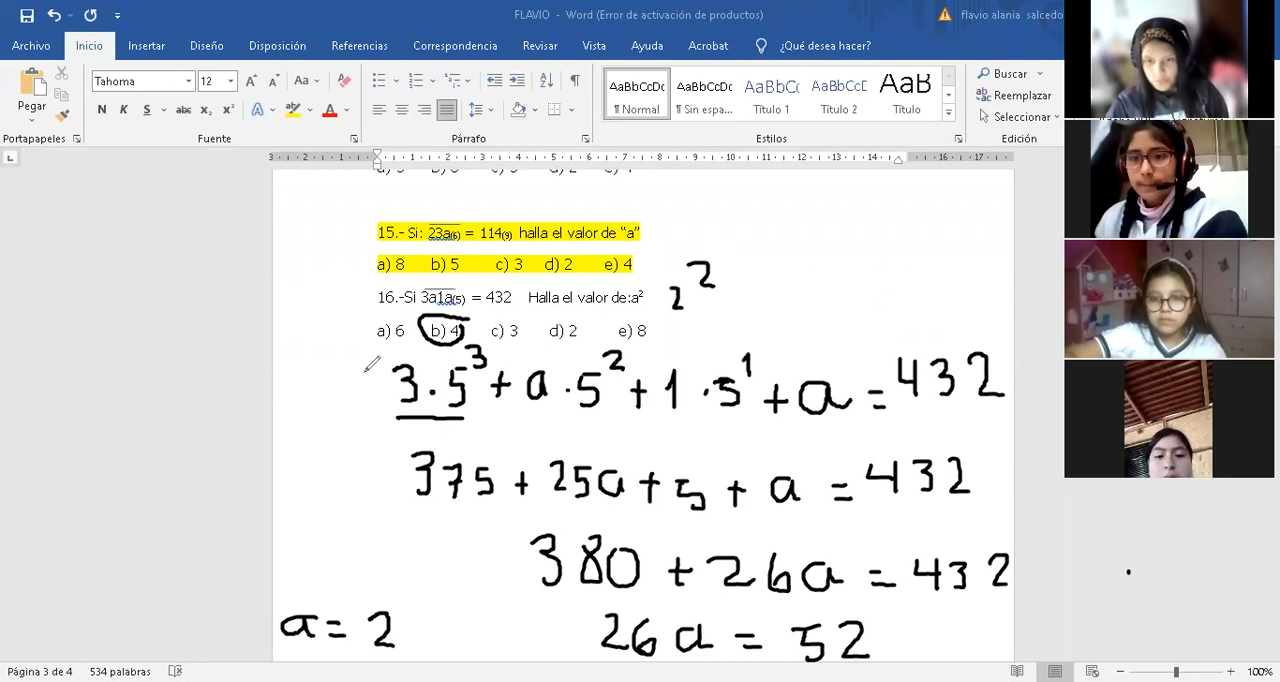 FLAVIO - Word (Error de activación de productos)
flavio alania salcedo
Archivo Inicio Insertar Diseño Disposición Referencias Correspondencia Revisar Vista Ayuda Acrobat ¿Qué desea hacer?
Pegar
Tahoma 12
N K S abc x₂ x²
AaBbCcDc AaBbCcDc AaBbC( AaBbCcE AaB
¶ Normal ¶ Sin espa... Título 1 Título 2 Título
Buscar
Reemplazar
Seleccionar
Portapapeles Fuente Párrafo Estilos Edición
15.- Si: 23a(6) = 114(9) halla el valor de “a”
a) 8 b) 5 c) 3 d) 2 e) 4
16.-Si 3a1a(5) = 432 Halla el valor de:a²
2²
a) 6 b) 4 c) 3 d) 2 e) 8
3·5³ + a·5² + 1·5¹ + a = 432
375 + 25a + 5 + a = 432
380 + 26a = 432
a = 2 26a = 52
Página 3 de 4 534 palabras 100%